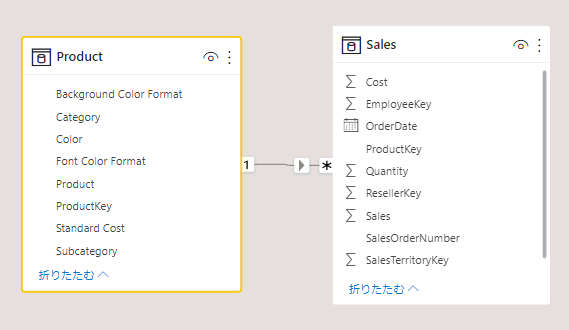 Product
Background Color Format
Category
Color
Font Color Format
Product
ProductKey
Standard Cost
Subcategory
折りたたむ
1
*
Sales
Cost
EmployeeKey
OrderDate
ProductKey
Quantity
ResellerKey
Sales
SalesOrderNumber
SalesTerritoryKey
折りたたむ